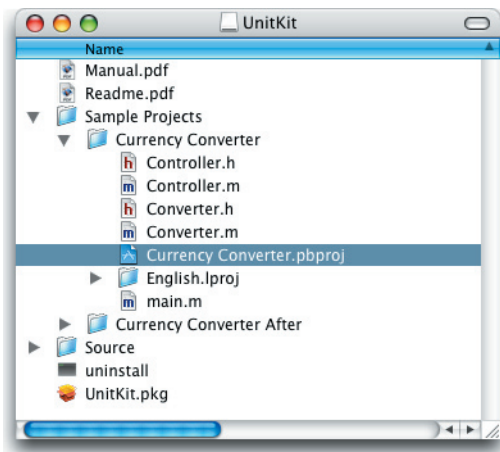 UnitKit
Name
Manual.pdf
Readme.pdf
Sample Projects
Currency Converter
h Controller.h
m Controller.m
h Converter.h
m Converter.m
Currency Converter.pbproj
English.lproj
m main.m
Currency Converter After
Source
uninstall
UnitKit.pkg